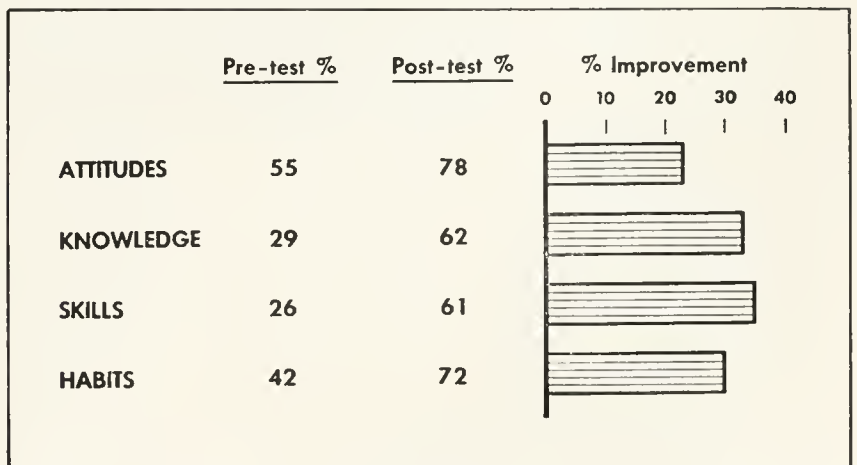 Pre-test % Post-test % % Improvement
0 10 20 30 40
ATTITUDES 55 78
KNOWLEDGE 29 62
SKILLS 26 61
HABITS 42 72